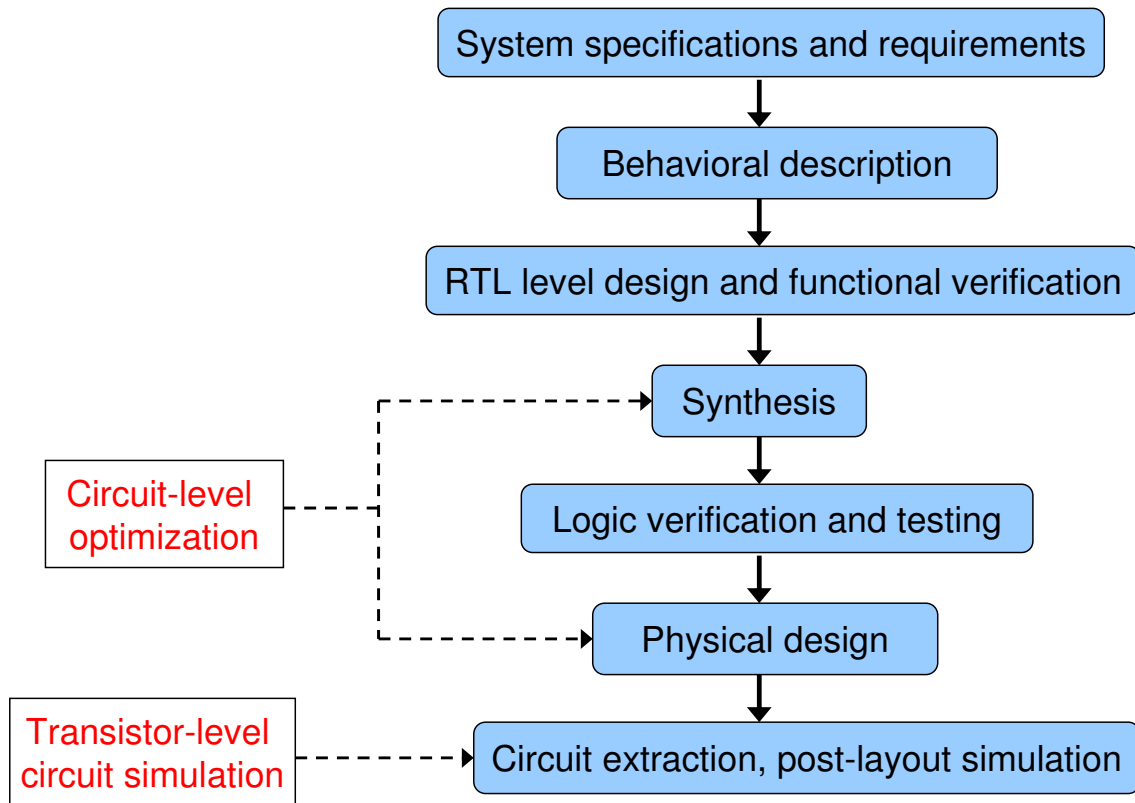 System specifications and requirements
Behavioral description
RTL level design and functional verification
Synthesis
Circuit-level
optimization
Logic verification and testing
Physical design
Transistor-level
circuit simulation
Circuit extraction, post-layout simulation